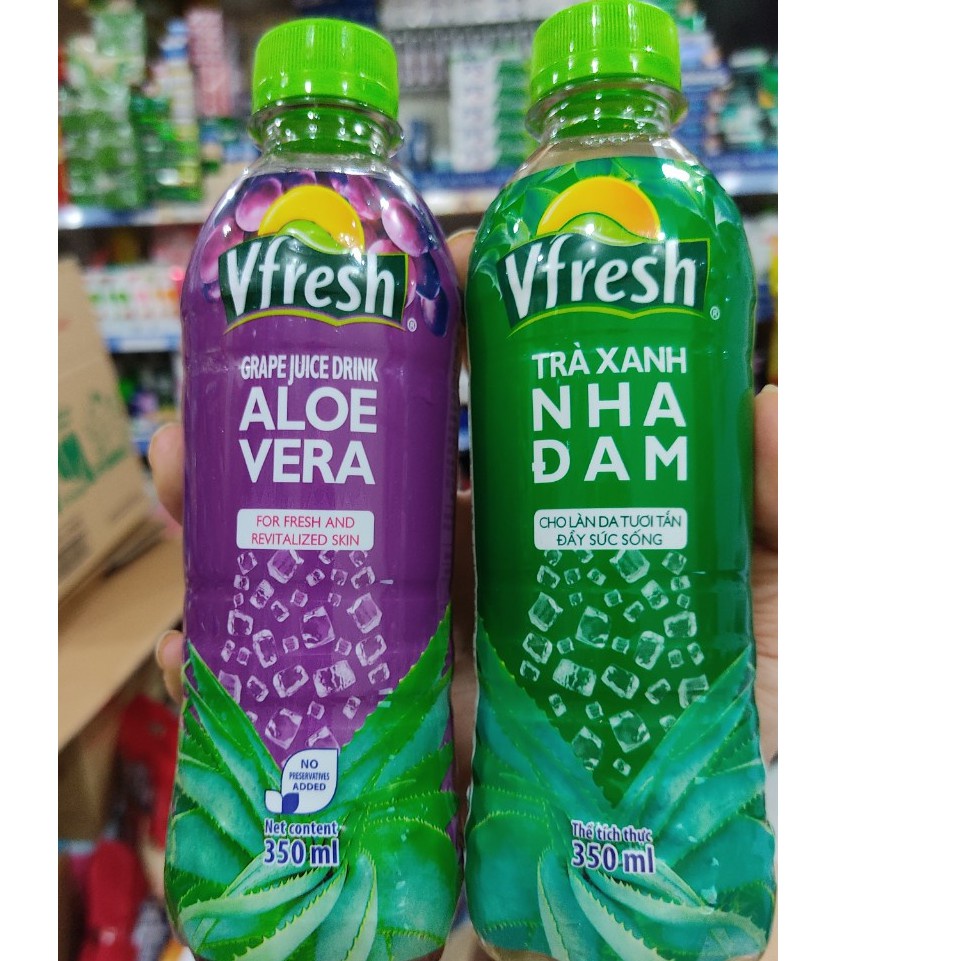 Vfresh
®
GRAPE JUICE DRINK
ALOE
VERA
FOR FRESH AND
REVITALIZED SKIN
NO
PRESERVATIVES
ADDED
Net content
350 ml
Vfresh
®
TRÀ XANH
NHA
ĐAM
CHO LÀN DA TƯƠI TẮN
ĐẦY SỨC SỐNG
Thể tích thực
350 ml